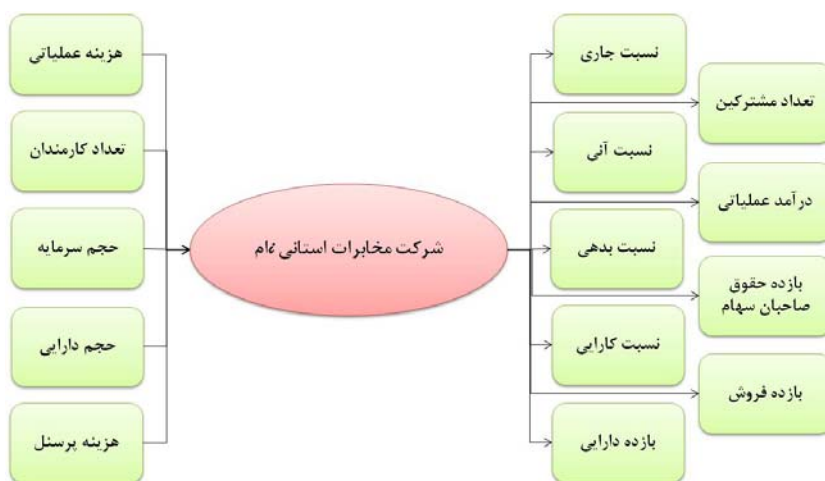 هزینه عملیاتی
تعداد کارمندان
حجم سرمایه
حجم دارایی
هزینه پرسنل
شرکت مخابرات استانی iام
نسبت جاری
نسبت آنی
نسبت بدهی
نسبت کارایی
بازده دارایی
تعداد مشترکین
درآمد عملیاتی
بازده حقوق
صاحبان سهام
بازده فروش